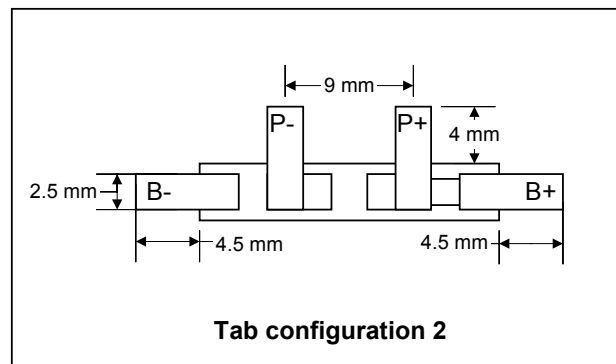 9 mm
P-
P+
4 mm
2.5 mm
B-
B+
4.5 mm
4.5 mm
Tab configuration 2